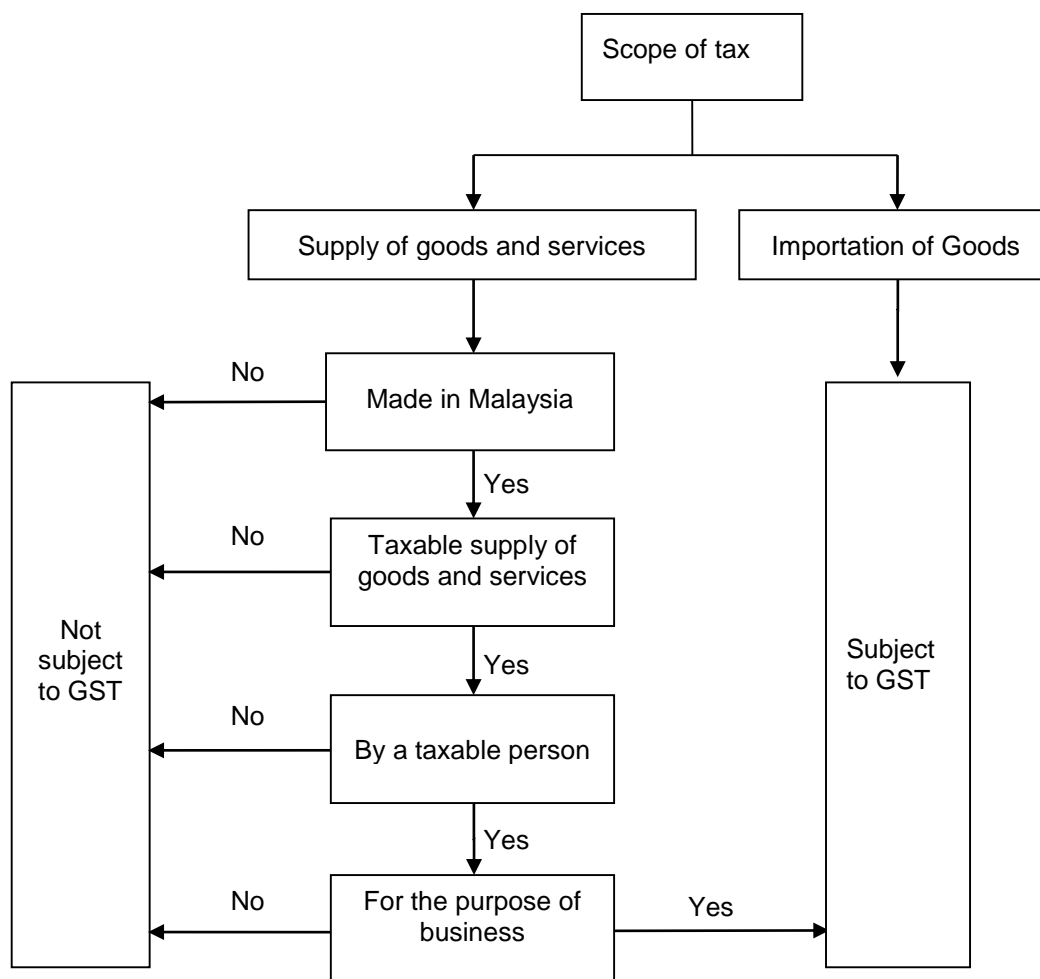 Scope of tax
Supply of goods and services
Importation of Goods
No
Made in Malaysia
Yes
No
Taxable supply of
goods and services
Not
subject
to GST
Subject
to GST
Yes
No
By a taxable person
Yes
No
For the purpose of
business
Yes